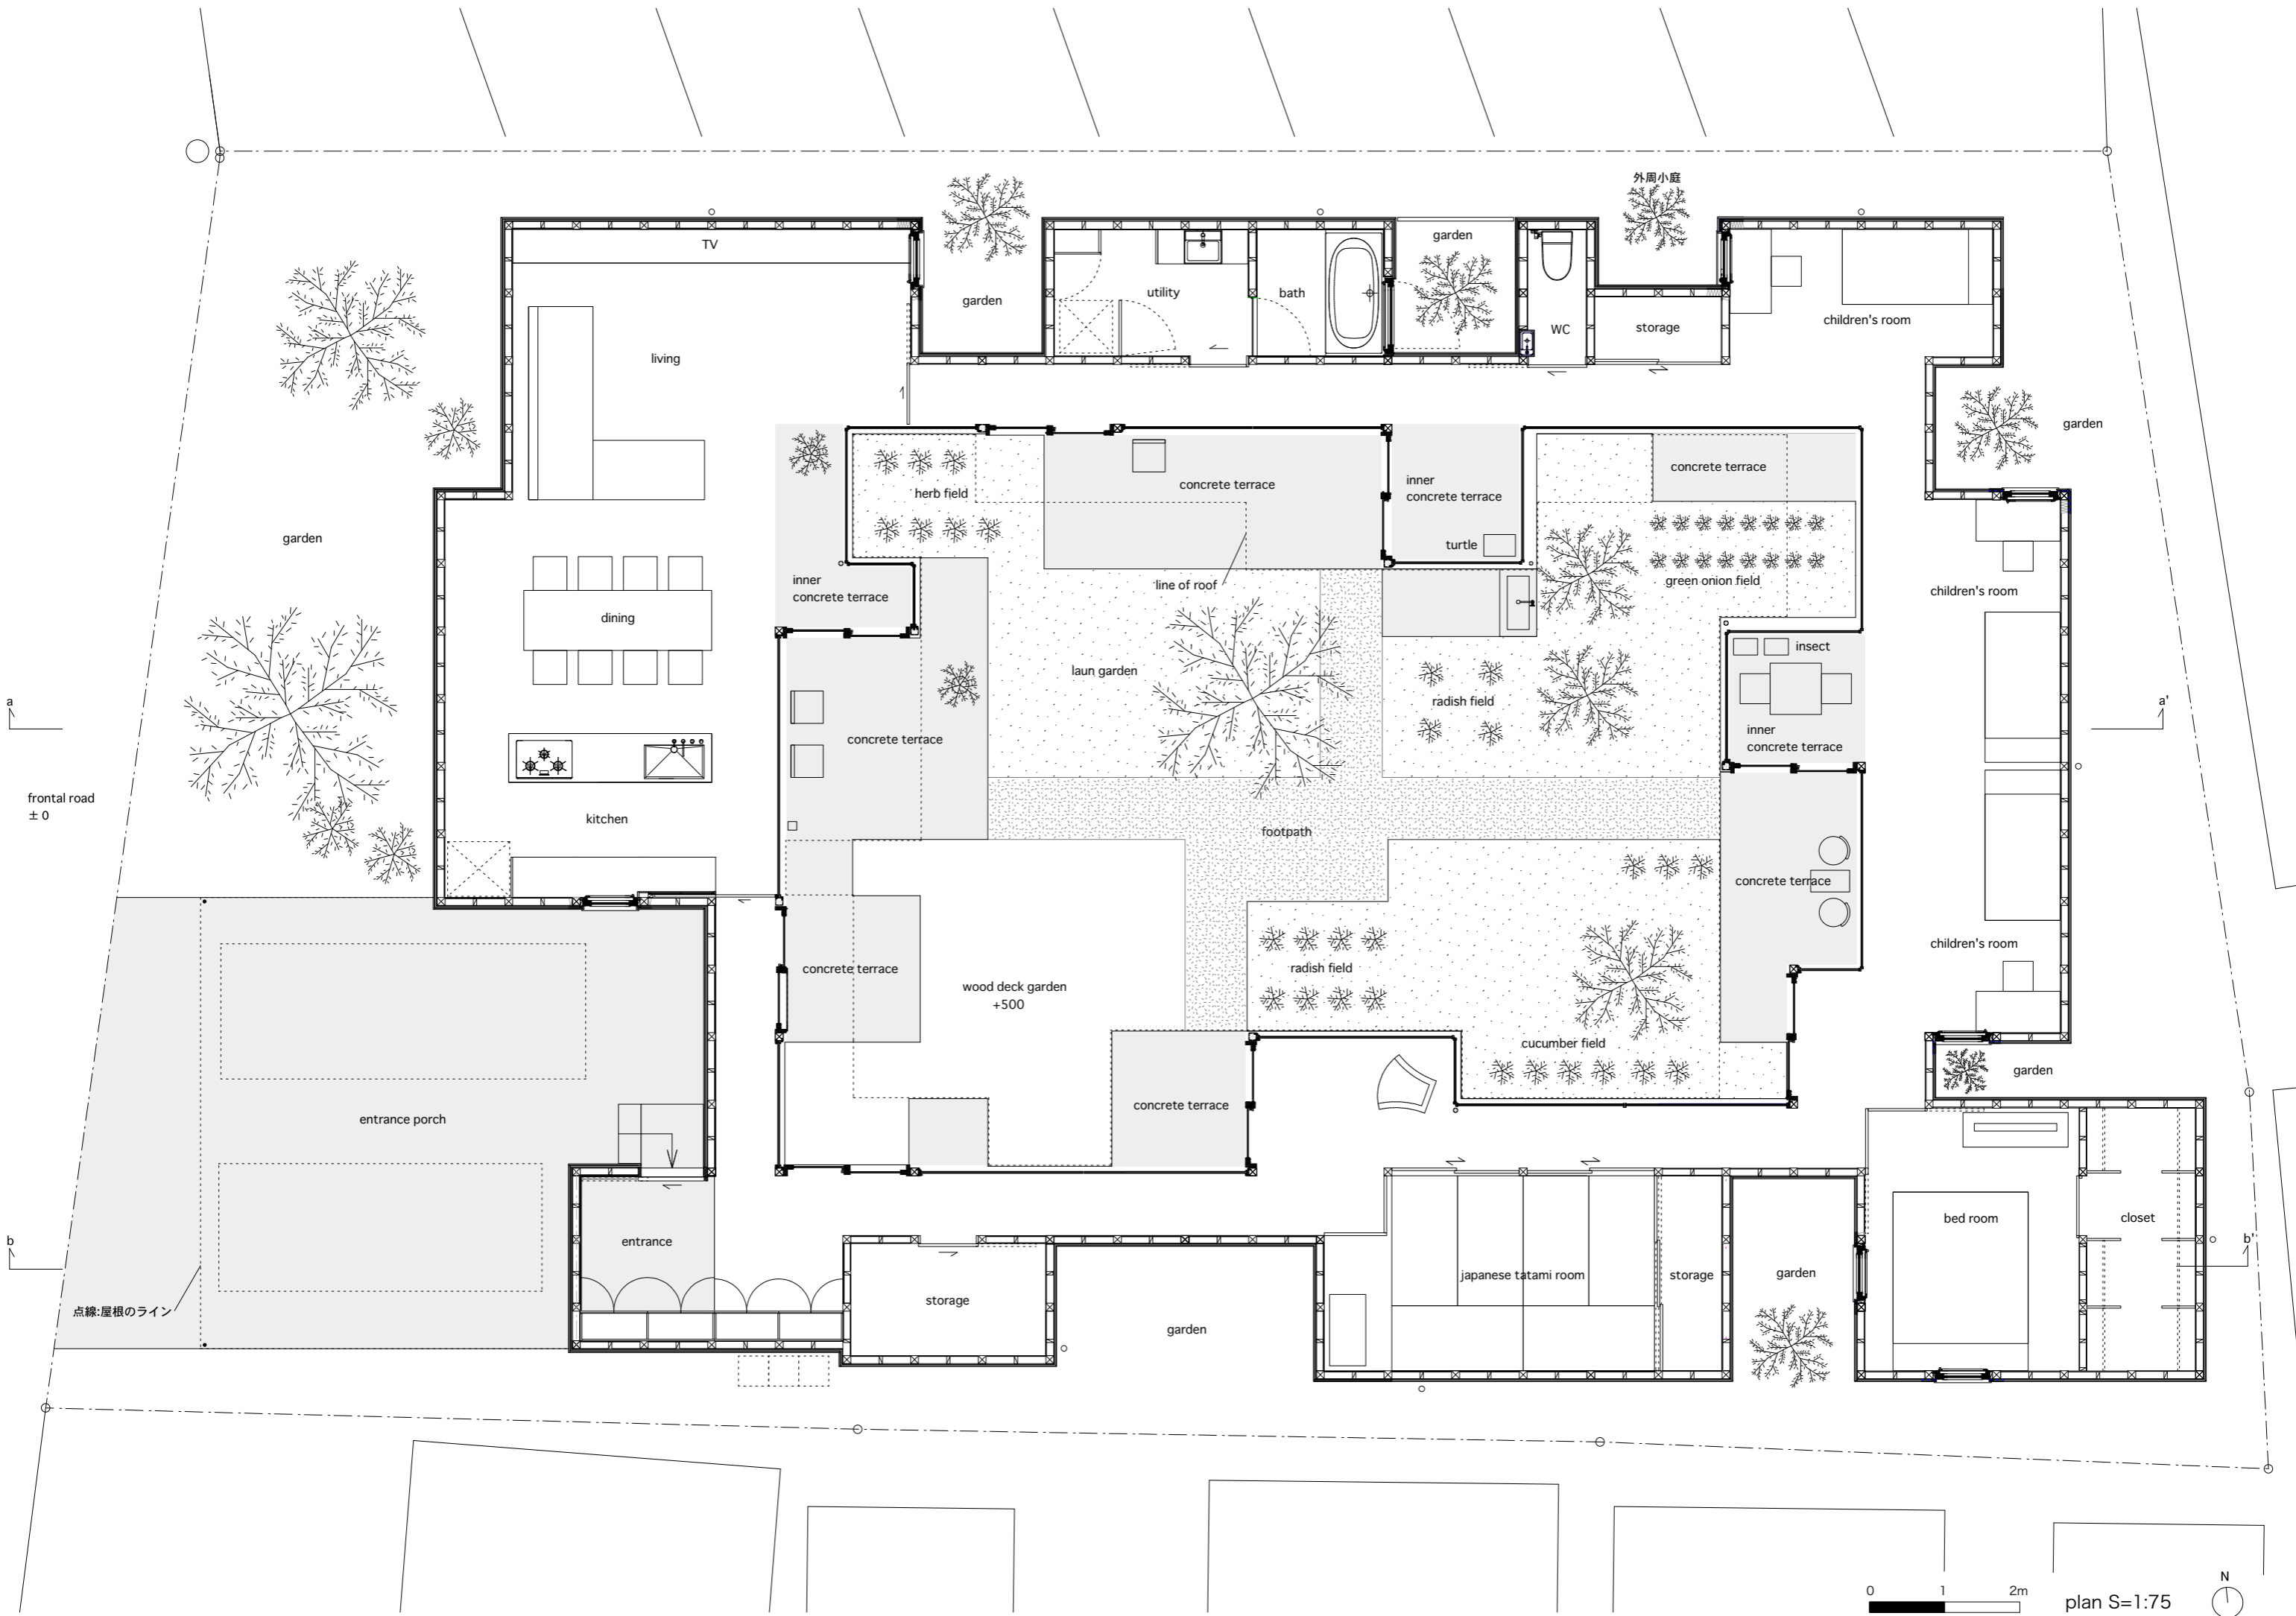 外周小庭
TV
garden
garden
utility
bath
WC
storage
children's room
living
garden
herb field
concrete terrace
inner
concrete terrace
concrete terrace
garden
turtle
line of roof
green onion field
inner
concrete terrace
children's room
dining
insect
laun garden
radish field
inner
concrete terrace
a
a'
concrete terrace
frontal road
± 0
kitchen
footpath
concrete terrace
children's room
concrete terrace
wood deck garden
+500
radish field
cucumber field
garden
entrance porch
concrete terrace
b
entrance
bed room
closet
b'
japanese tatami room
storage
garden
点線:屋根のライン
storage
garden
0 1 2m
plan S=1:75
N